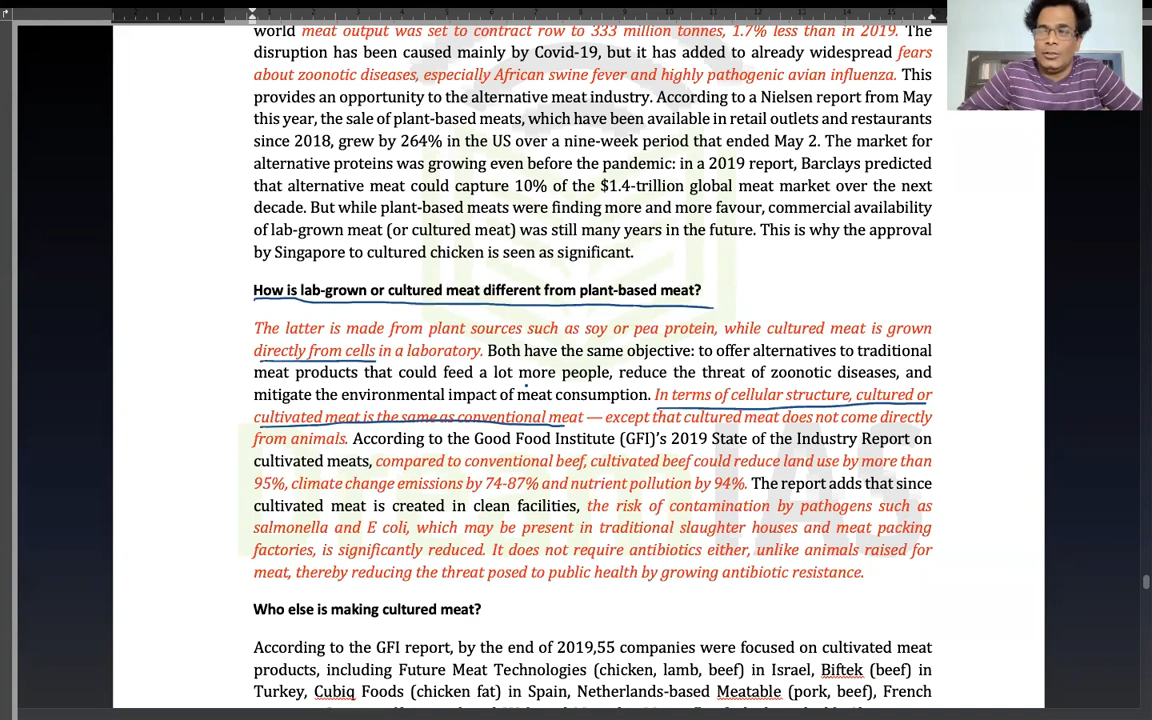 world meat output was set to contract row to 333 million tonnes, 1.7% less than in 2019. The
disruption has been caused mainly by Covid-19, but it has added to already widespread fears
about zoonotic diseases, especially African swine fever and highly pathogenic avian influenza. This
provides an opportunity to the alternative meat industry. According to a Nielsen report from May
this year, the sale of plant-based meats, which have been available in retail outlets and restaurants
since 2018, grew by 264% in the US over a nine-week period that ended May 2. The market for
alternative proteins was growing even before the pandemic: in a 2019 report, Barclays predicted
that alternative meat could capture 10% of the $1.4-trillion global meat market over the next
decade. But while plant-based meats were finding more and more favour, commercial availability
of lab-grown meat (or cultured meat) was still many years in the future. This is why the approval
by Singapore to cultured chicken is seen as significant.
How is lab-grown or cultured meat different from plant-based meat?
The latter is made from plant sources such as soy or pea protein, while cultured meat is grown
directly from cells in a laboratory. Both have the same objective: to offer alternatives to traditional
meat products that could feed a lot more people, reduce the threat of zoonotic diseases, and
mitigate the environmental impact of meat consumption. In terms of cellular structure, cultured or
cultivated meat is the same as conventional meat — except that cultured meat does not come directly
from animals. According to the Good Food Institute (GFI)'s 2019 State of the Industry Report on
cultivated meats, compared to conventional beef, cultivated beef could reduce land use by more than
95%, climate change emissions by 74-87% and nutrient pollution by 94%. The report adds that since
cultivated meat is created in clean facilities, the risk of contamination by pathogens such as
salmonella and E coli, which may be present in traditional slaughter houses and meat packing
factories, is significantly reduced. It does not require antibiotics either, unlike animals raised for
meat, thereby reducing the threat posed to public health by growing antibiotic resistance.
Who else is making cultured meat?
According to the GFI report, by the end of 2019,55 companies were focused on cultivated meat
products, including Future Meat Technologies (chicken, lamb, beef) in Israel, Biftek (beef) in
Turkey, Cubiq Foods (chicken fat) in Spain, Netherlands-based Meatable (pork, beef), French